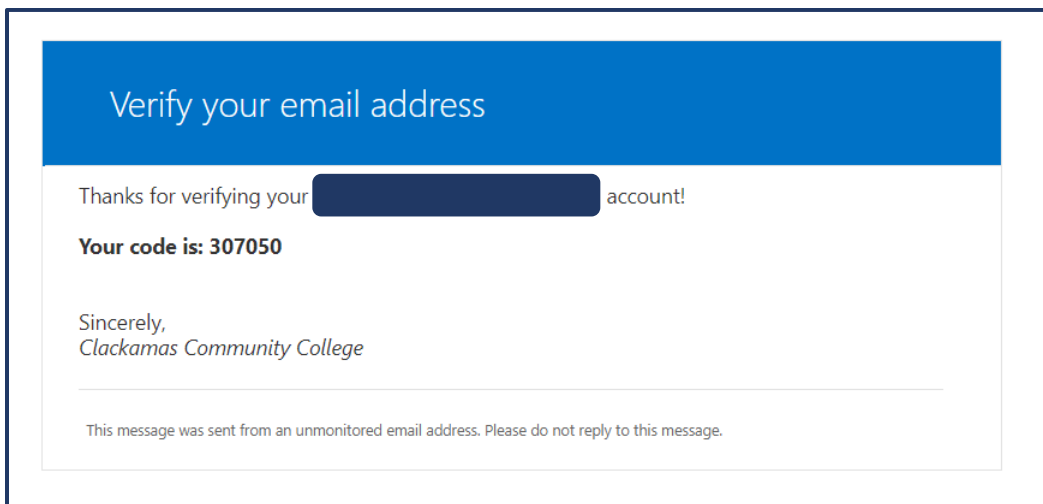 Verify your email address
Thanks for verifying your account!
Your code is: 307050
Sincerely,
Clackamas Community College
This message was sent from an unmonitored email address. Please do not reply to this message.